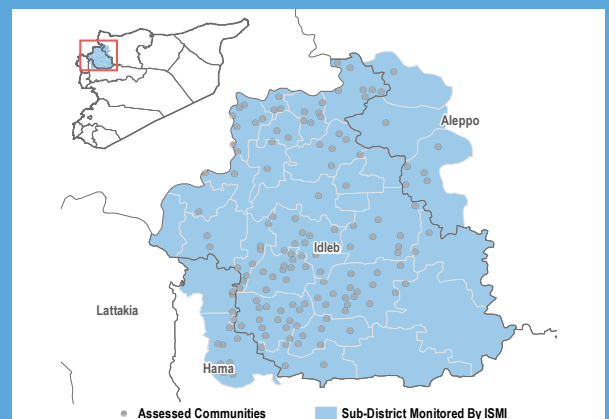 Aleppo
Idleb
Lattakia
Hama
Assessed Communities
Sub-District Monitored By ISMI